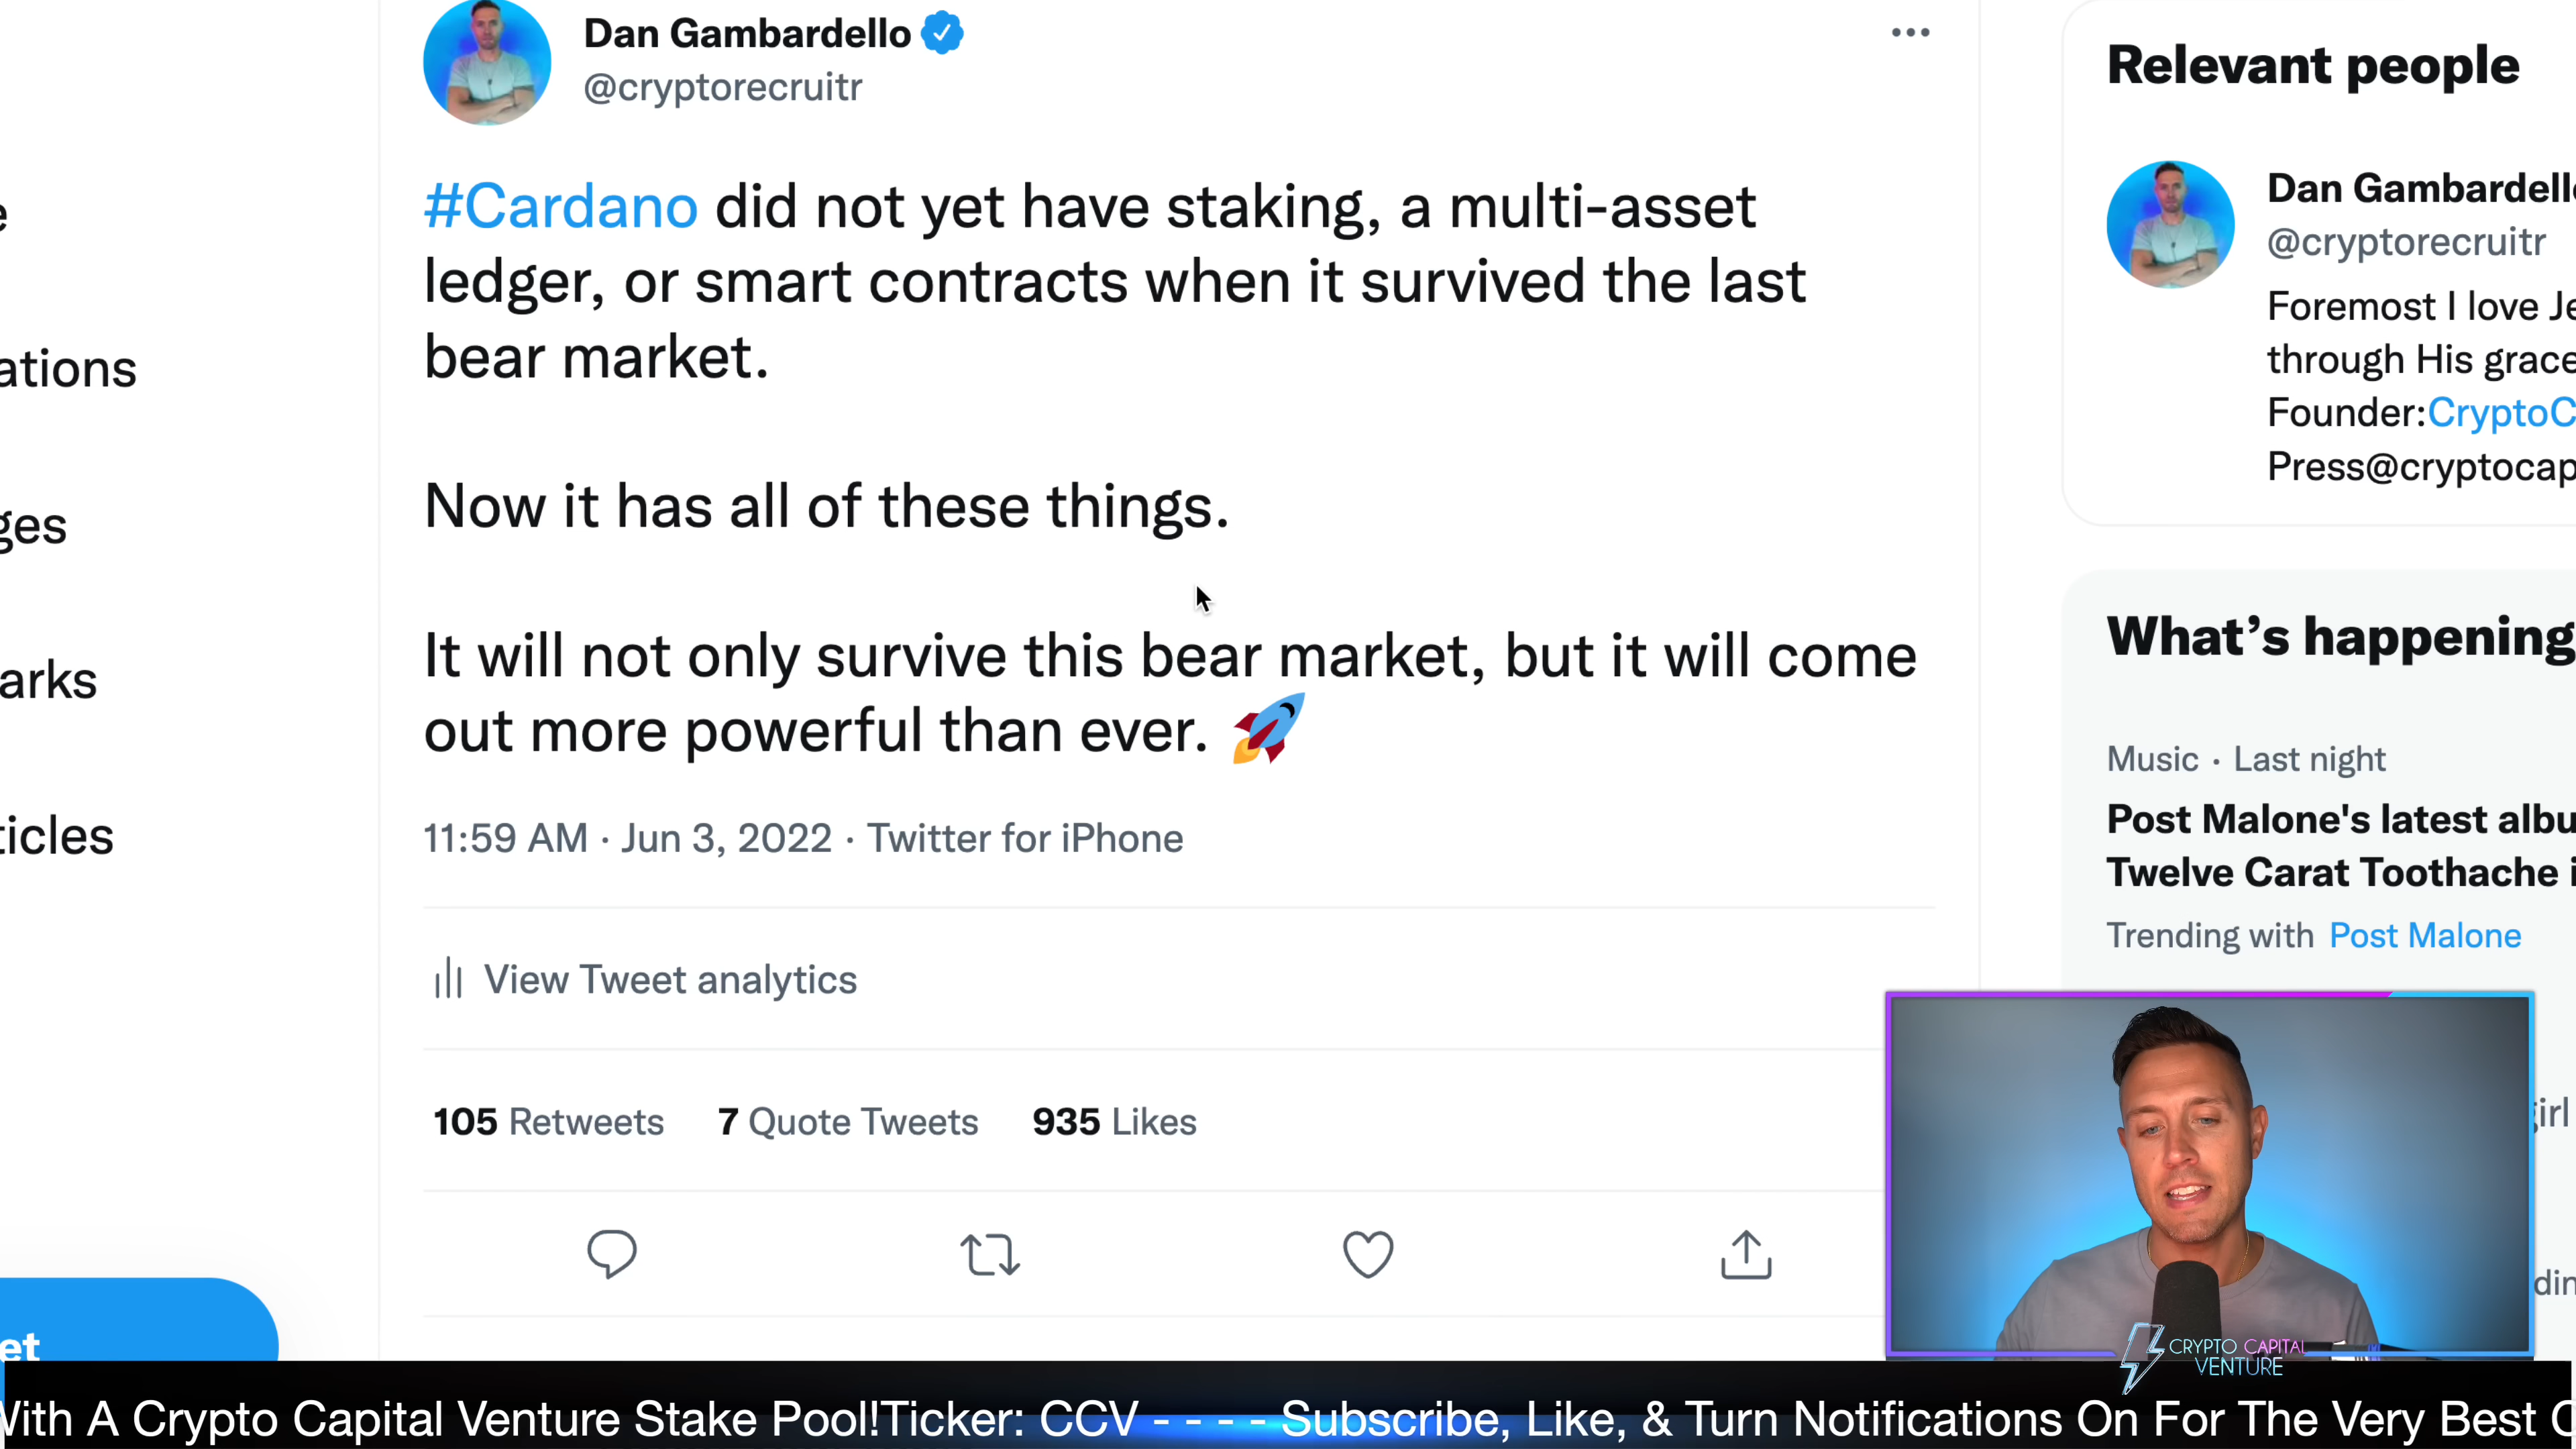 Dan Gambardello
@cryptorecruitr
#Cardano did not yet have staking, a multi-asset
ledger, or smart contracts when it survived the last
bear market.
Now it has all of these things.
It will not only survive this bear market, but it will come
out more powerful than ever. 🚀
11:59 AM · Jun 3, 2022 · Twitter for iPhone
View Tweet analytics
105 Retweets 7 Quote Tweets 935 Likes
e
ations
ges
arks
ticles
et
Relevant people
Dan Gambardell
@cryptorecruitr
Foremost I love Je
through His grace
Founder:CryptoC
Press@cryptocap
What's happening
Music · Last night
Post Malone's latest albu
Twelve Carat Toothache i
Trending with Post Malone
irl
din
CRYPTO CAPITAL
VENTURE
With A Crypto Capital Venture Stake Pool!Ticker: CCV - - - - Subscribe, Like, & Turn Notifications On For The Very Best C